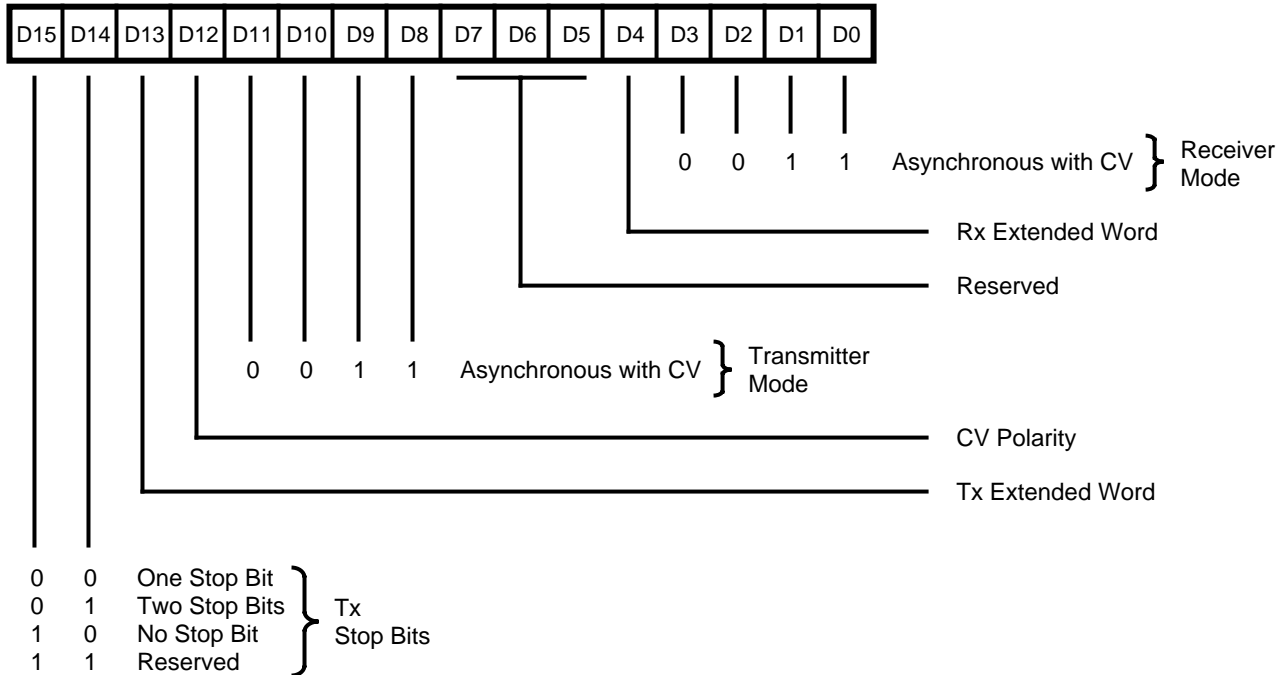 D15 D14 D13 D12 D11 D10 D9 D8 D7 D6 D5 D4 D3 D2 D1 D0
0 0 1 1 Asynchronous with CV
Receiver
Mode
Rx Extended Word
Reserved
0 0 1 1 Asynchronous with CV
Transmitter
Mode
CV Polarity
Tx Extended Word
0 0 One Stop Bit
0 1 Two Stop Bits
1 0 No Stop Bit
1 1 Reserved
Tx
Stop Bits